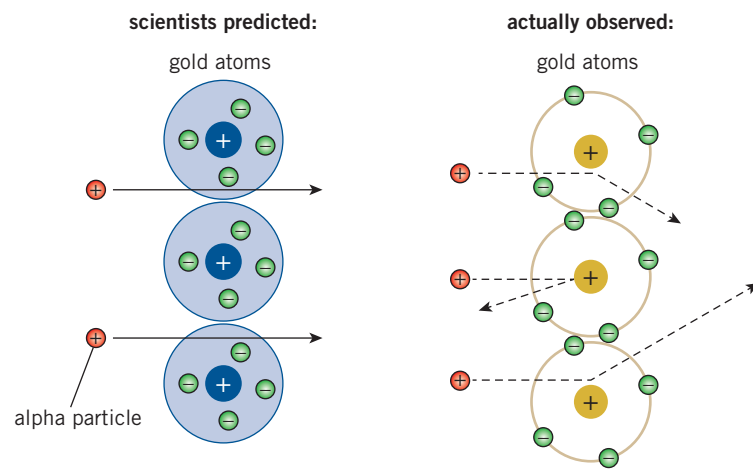 scientists predicted:
gold atoms
alpha particle
actually observed:
gold atoms